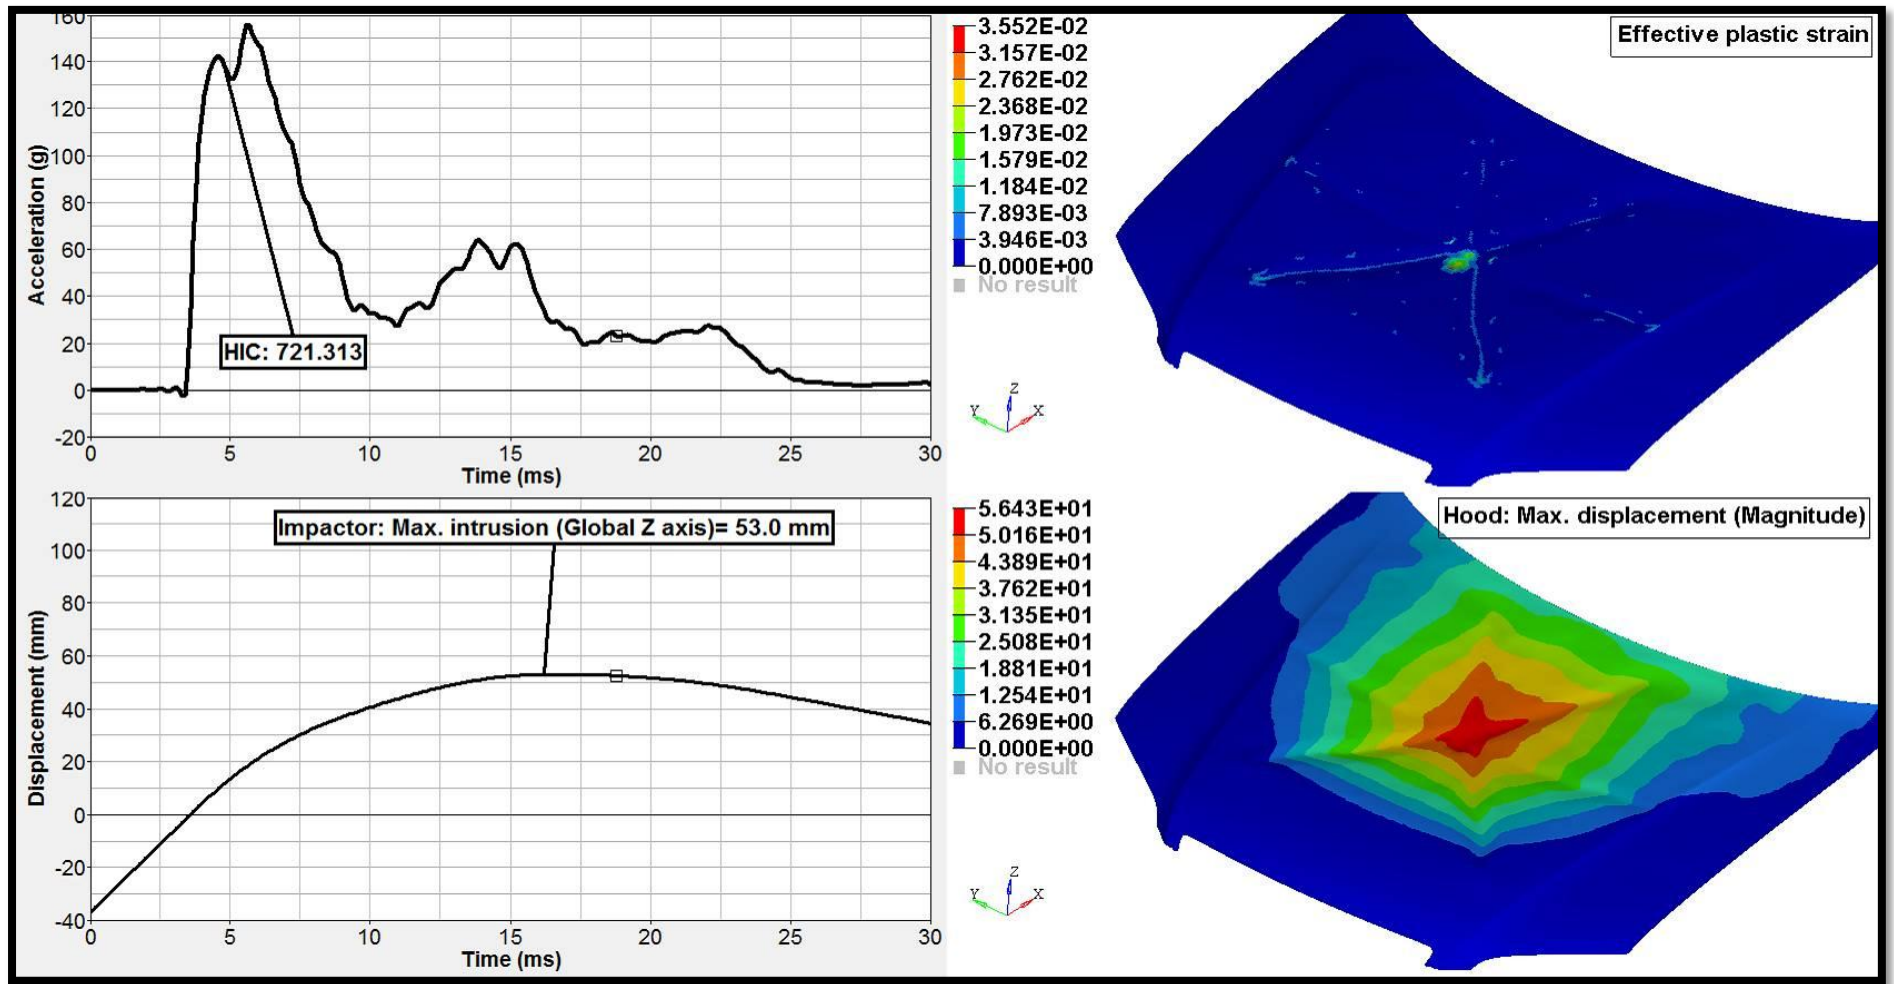 160
140
120
100
80
60
40
20
0
-20
Acceleration (g)
HIC: 721.313
0 5 10 15 20 25 30
Time (ms)
3.552E-02
3.157E-02
2.762E-02
2.368E-02
1.973E-02
1.579E-02
1.184E-02
7.893E-03
3.946E-03
0.000E+00
No result
Effective plastic strain
Z
Y X
120
100
80
60
40
20
0
-20
-40
Displacement (mm)
Impactor: Max. intrusion (Global Z axis)= 53.0 mm
0 5 10 15 20 25 30
Time (ms)
5.643E+01
5.016E+01
4.389E+01
3.762E+01
3.135E+01
2.508E+01
1.881E+01
1.254E+01
6.269E+00
0.000E+00
No result
Hood: Max. displacement (Magnitude)
Z
Y X